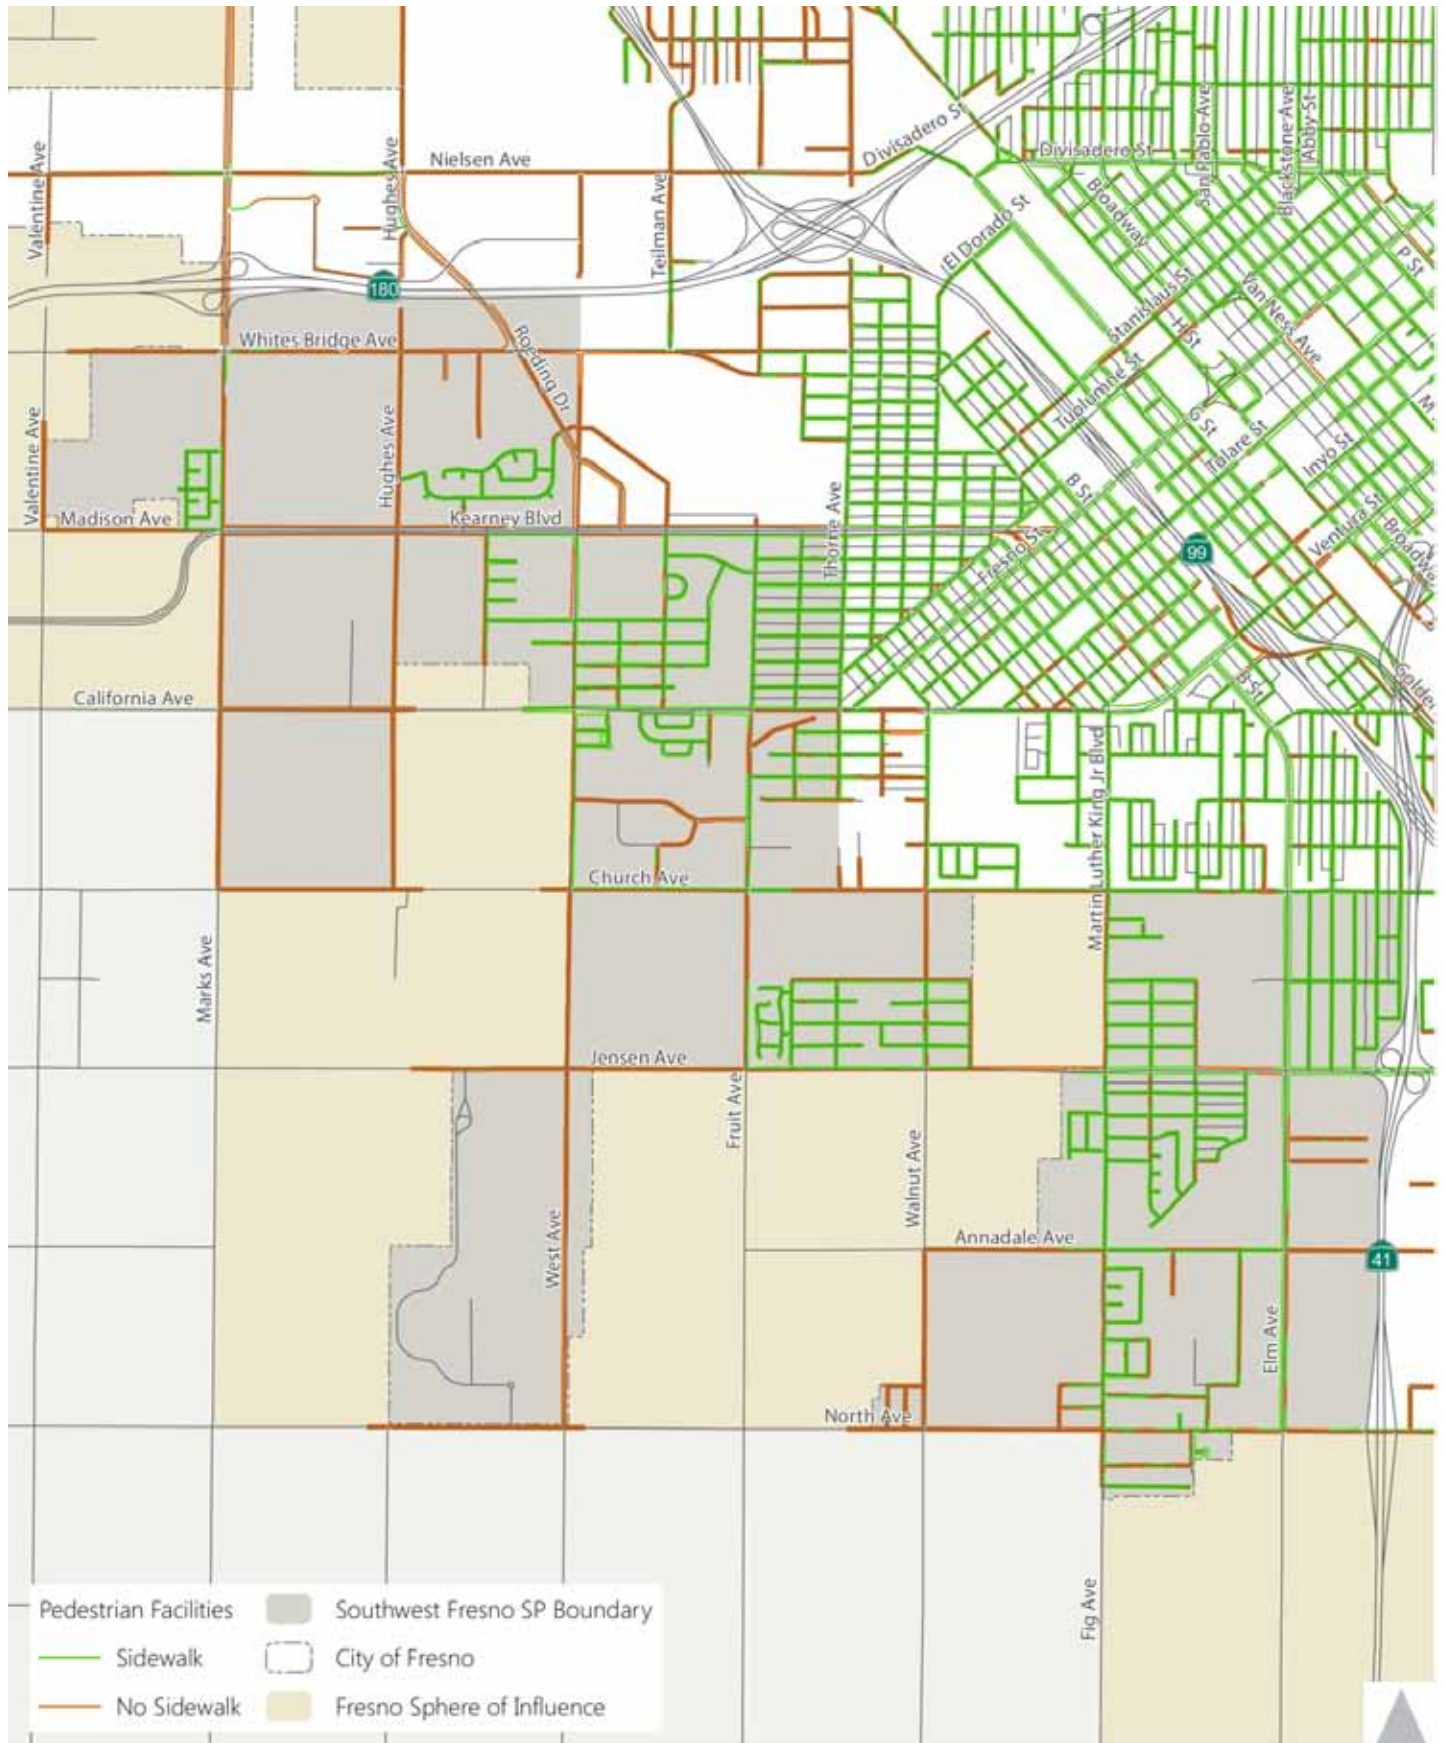 Divisadero St
Divisadero St
San Pablo Ave
Blackstone Ave
Abby St
Nielsen Ave
Hughes Ave
Valentine Ave
Teilman Ave
Broadway
El Dorado St
P St
180
Stanislaus St
Van Ness Ave
H St
Whites Bridge Ave
Roeding Dr
Tuolumne St
G St
Tulare St
Inyo St
M
Valentine Ave
Hughes Ave
Thorne Ave
B St
Ventura St
Madison Ave
Kearney Blvd
Fresno St
99
Broadwa
California Ave
B St
Golde
Martin Luther King Jr Blvd
Church Ave
Marks Ave
Jensen Ave
Fruit Ave
Walnut Ave
West Ave
Annadale Ave
41
Elm Ave
North Ave
Fig Ave
Pedestrian Facilities
Sidewalk
No Sidewalk
Southwest Fresno SP Boundary
City of Fresno
Fresno Sphere of Influence